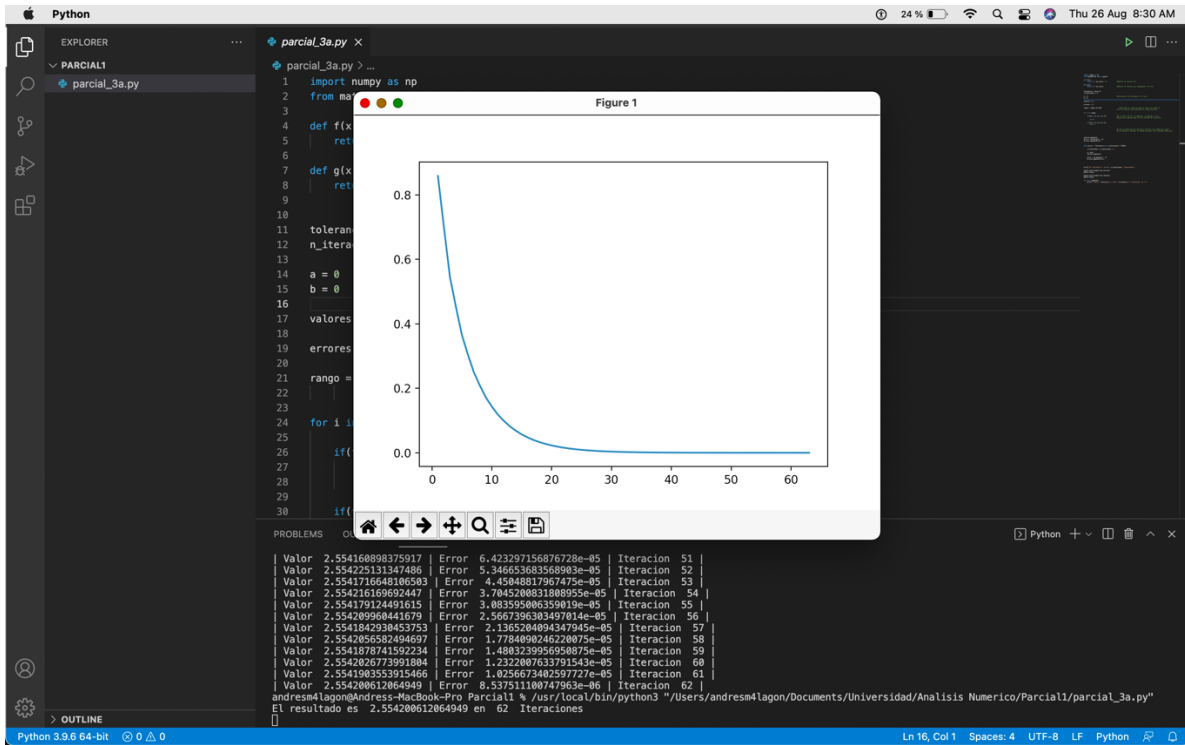 Python 24 % Thu 26 Aug 8:30 AM
EXPLORER ...
parcial_3a.py ×
PARCIAL1
parcial_3a.py
parcial_3a.py > ...
1 import numpy as np
2 from mat
3
4 def f(x
5 ret
6
7 def g(x
8 ret
9
10
11 toleran
12 n_itera
13
14 a = 0
15 b = 0
16
17 valores
18
19 errores
20
21 rango =
22
23
24 for i i
25
26 if(
27
28
29
30 if(
Figure 1
0.8
0.6
0.4
0.2
0.0
0 10 20 30 40 50 60
PROBLEMS OU
Python
| Valor 2.554160898375917 | Error 6.423297156876728e-05 | Iteracion 51 |
| Valor 2.554225131347486 | Error 5.346653683568903e-05 | Iteracion 52 |
| Valor 2.5541716648106503 | Error 4.45048817967475e-05 | Iteracion 53 |
| Valor 2.554216169692447 | Error 3.7045200831808955e-05 | Iteracion 54 |
| Valor 2.554179124491615 | Error 3.083595006359019e-05 | Iteracion 55 |
| Valor 2.554209960441679 | Error 2.5667396303497014e-05 | Iteracion 56 |
| Valor 2.5541842930453753 | Error 2.1365204094347945e-05 | Iteracion 57 |
| Valor 2.5542056582494697 | Error 1.7784090246220075e-05 | Iteracion 58 |
| Valor 2.5541878741592234 | Error 1.4803239956950875e-05 | Iteracion 59 |
| Valor 2.5542026773991804 | Error 1.2322007633791543e-05 | Iteracion 60 |
| Valor 2.5541903553915466 | Error 1.0256673402597727e-05 | Iteracion 61 |
| Valor 2.554200612064949 | Error 8.537511100747963e-06 | Iteracion 62 |
andresm4lagon@Andress-MacBook-Pro Parcial1 % /usr/local/bin/python3 "/Users/andresm4lagon/Documents/Universidad/Analisis Numerico/Parcial1/parcial_3a.py"
El resultado es 2.554200612064949 en 62 Iteraciones
OUTLINE
Python 3.9.6 64-bit 0 0 Ln 16, Col 1 Spaces: 4 UTF-8 LF Python